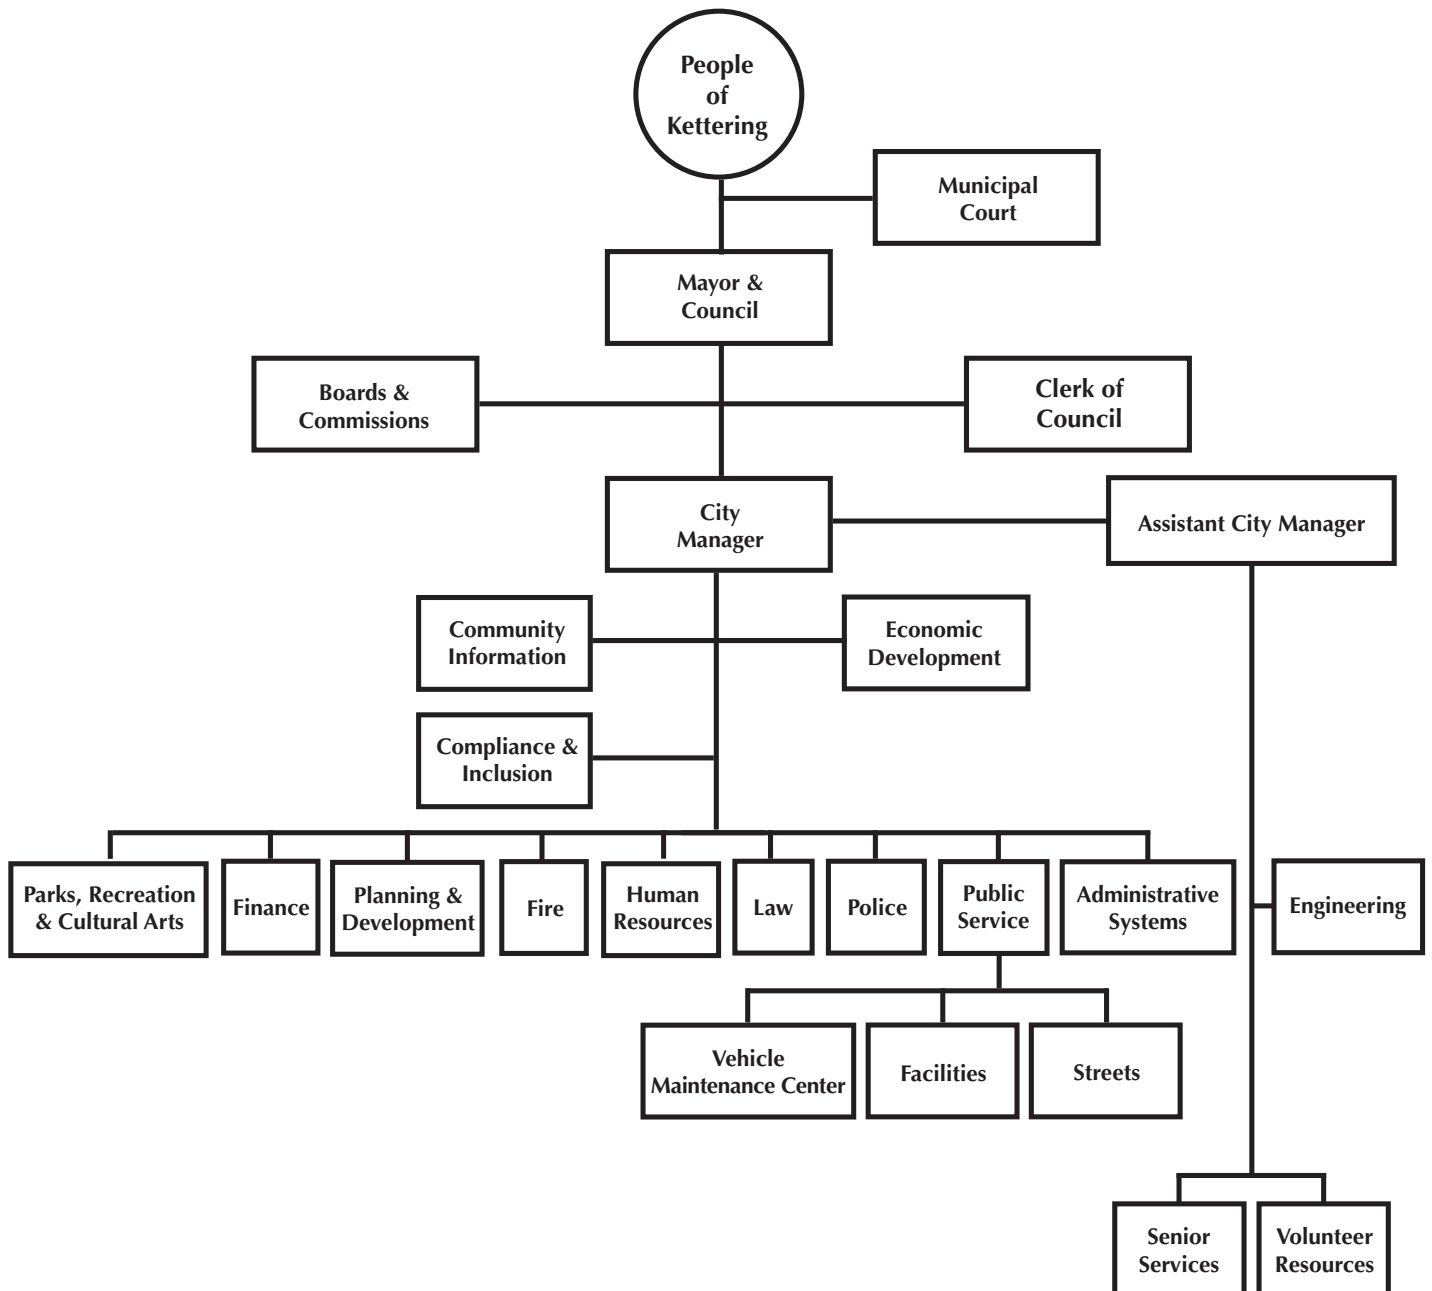 People
of
Kettering
Municipal
Court
Mayor &
Council
Boards &
Commissions
Clerk of
Council
City
Manager
Assistant City Manager
Community
Information
Economic
Development
Compliance &
Inclusion
Parks, Recreation
& Cultural Arts
Finance
Planning &
Development
Fire
Human
Resources
Law
Police
Public
Service
Administrative
Systems
Engineering
Vehicle
Maintenance Center
Facilities
Streets
Senior
Services
Volunteer
Resources